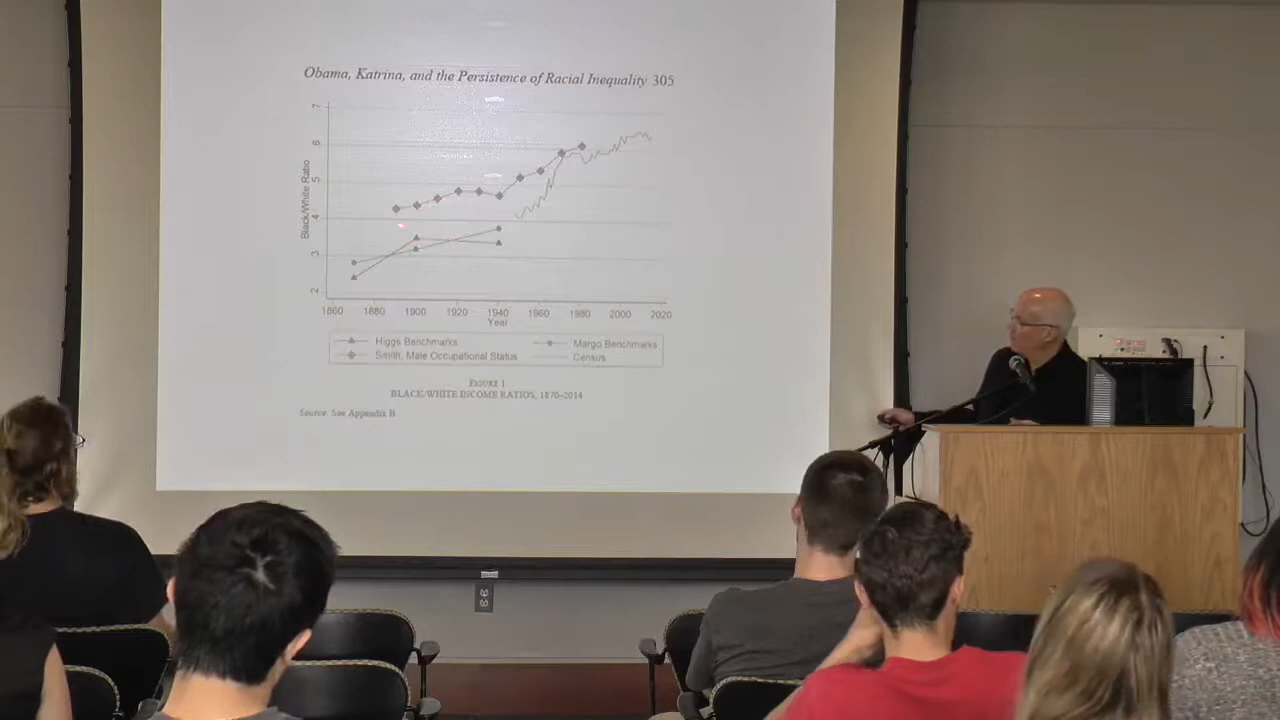 Obama, Katrina, and the Persistence of Racial Inequality 305
Black/White Ratio
7
6
5
4
3
2
1860 1880 1900 1920 1940 1960 1980 2000 2020
Year
Higgs Benchmarks
Margo Benchmarks
Smith, Male Occupational Status
Census
FIGURE 1
BLACK/WHITE INCOME RATIOS, 1870–2014
Source: See Appendix B